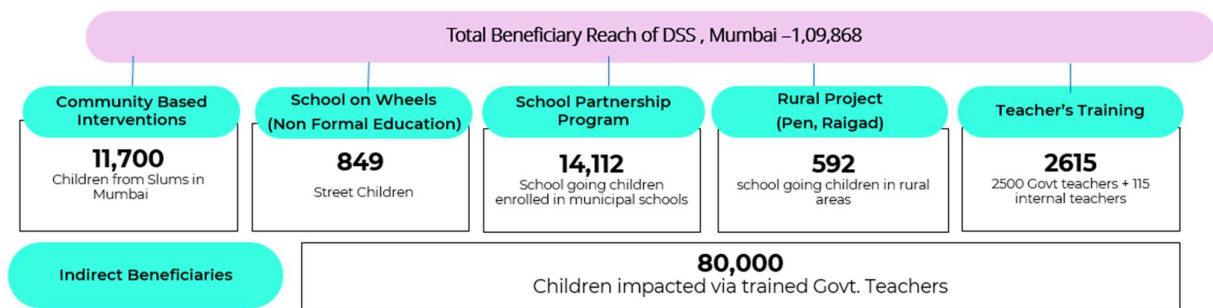 Total Beneficiary Reach of DSS , Mumbai –1,09,868
Community Based
Interventions
11,700
Children from Slums in
Mumbai
School on Wheels
(Non Formal Education)
849
Street Children
School Partnership
Program
14,112
School going children
enrolled in municipal schools
Rural Project
(Pen, Raigad)
592
school going children in rural
areas
Teacher's Training
2615
2500 Govt teachers + 115
internal teachers
Indirect Beneficiaries
80,000
Children impacted via trained Govt. Teachers